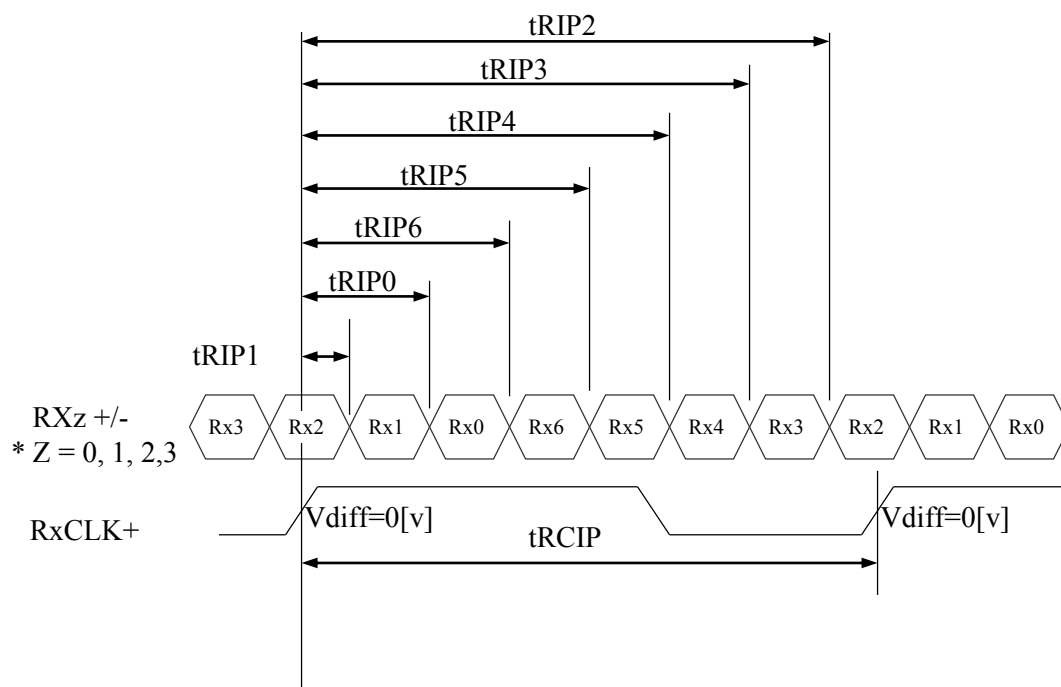 tRIP2
tRIP3
tRIP4
tRIP5
tRIP6
tRIP0
tRIP1
RXz +/-
* Z = 0, 1, 2,3
Rx3 Rx2 Rx1 Rx0 Rx6 Rx5 Rx4 Rx3 Rx2 Rx1 Rx0
RxCLK+
Vdiff=0[v] Vdiff=0[v]
tRCIP